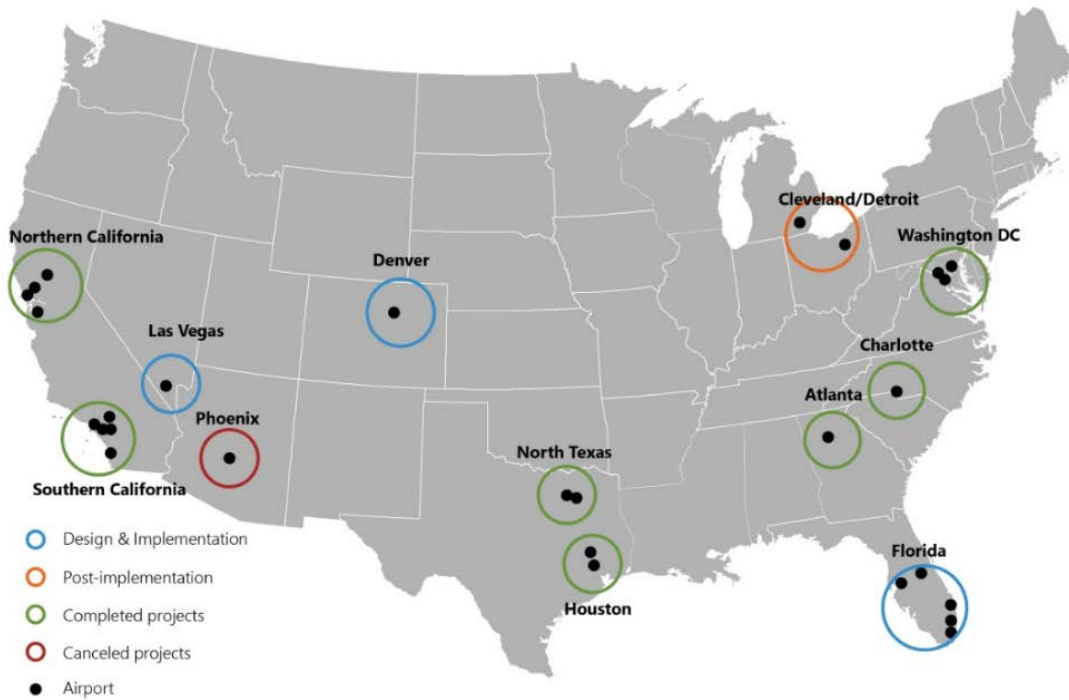 Cleveland/Detroit
Northern California
Washington DC
Denver
Las Vegas
Charlotte
Atlanta
Phoenix
North Texas
Southern California
Florida
Houston
Design & Implementation
Post-implementation
Completed projects
Canceled projects
Airport